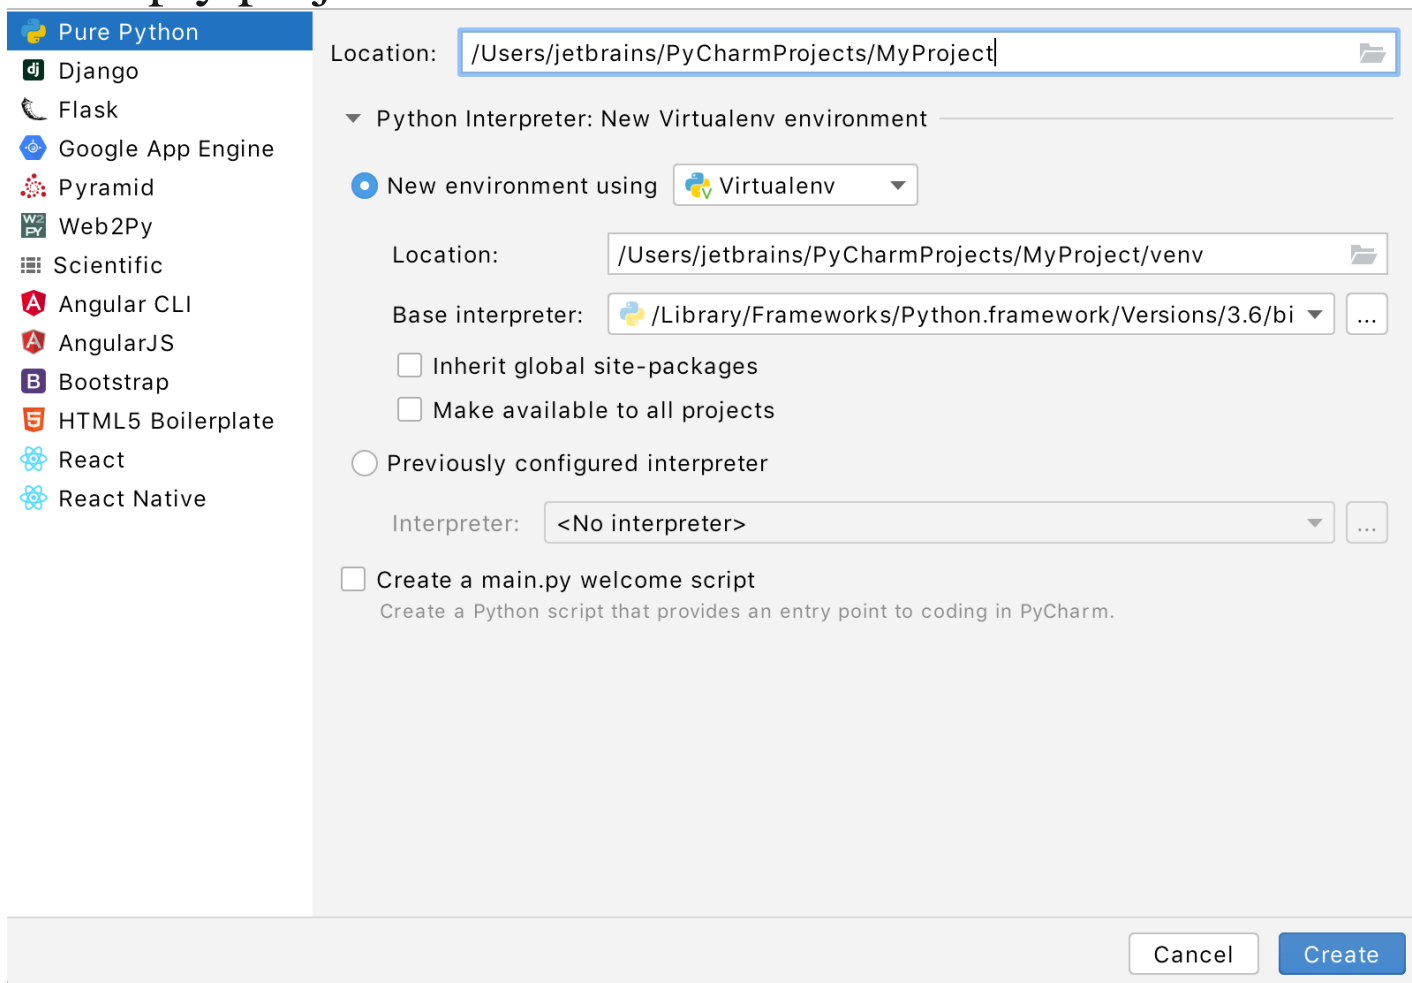 Pure Python
Django
Flask
Google App Engine
Pyramid
Web2Py
Scientific
Angular CLI
AngularJS
Bootstrap
HTML5 Boilerplate
React
React Native
Location: /Users/jetbrains/PyCharmProjects/MyProject
Python Interpreter: New Virtualenv environment
New environment using Virtualenv
Location: /Users/jetbrains/PyCharmProjects/MyProject/venv
Base interpreter: /Library/Frameworks/Python.framework/Versions/3.6/bi ...
Inherit global site-packages
Make available to all projects
Previously configured interpreter
Interpreter: <No interpreter> ...
Create a main.py welcome script
Create a Python script that provides an entry point to coding in PyCharm.
Cancel Create